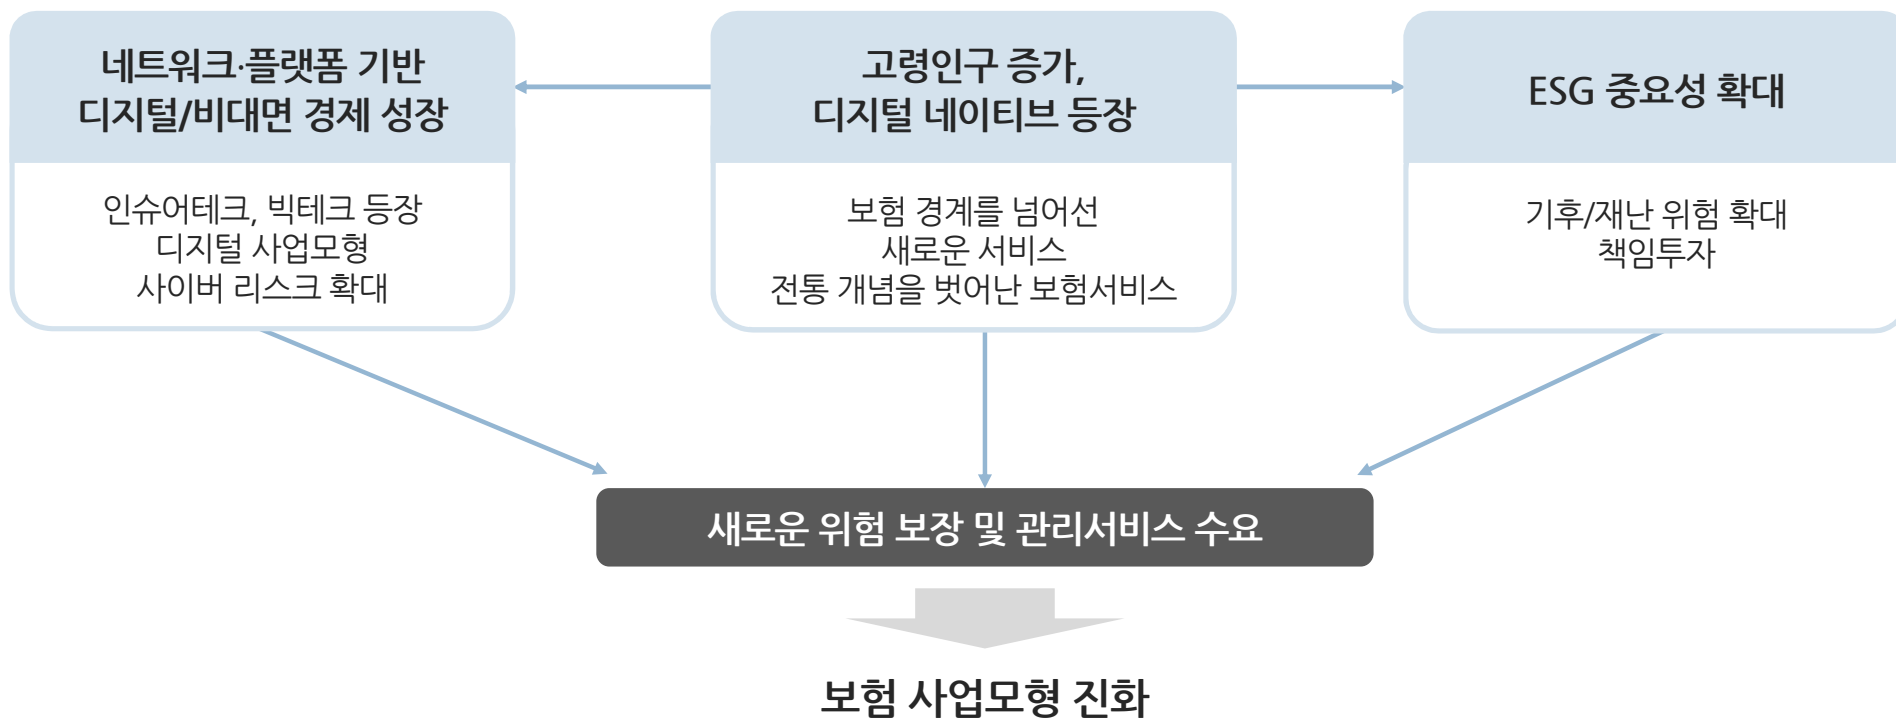 네트워크·플랫폼 기반
디지털/비대면 경제 성장
인슈어테크, 빅테크 등장
디지털 사업모형
사이버 리스크 확대
고령인구 증가,
디지털 네이티브 등장
보험 경계를 넘어선
새로운 서비스
전통 개념을 벗어난 보험서비스
ESG 중요성 확대
기후/재난 위험 확대
책임투자
새로운 위험 보장 및 관리서비스 수요
보험 사업모형 진화